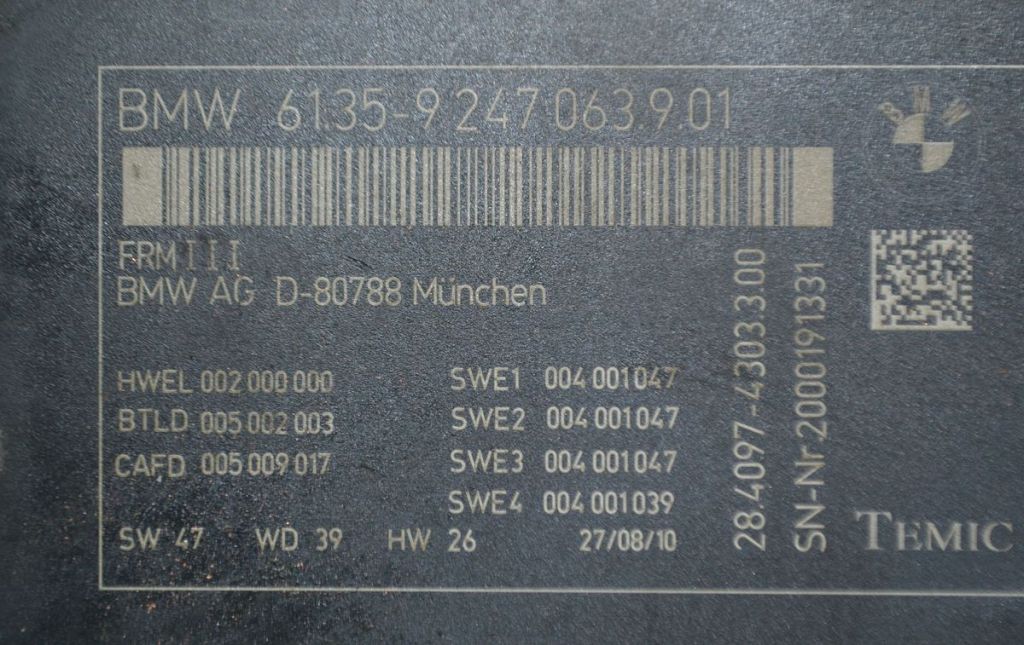 BMW 61.35-9 247 063.9.01
BMW
FRM III
BMW AG D-80788 München
HWEL 002 000 000
BTLD 005 002 003
CAFD 005 009 017
SWE1 004 001047
SWE2 004 001047
SWE3 004 001047
SWE4 004 001039
SW 47 WD 39 HW 26 27/08/10
28.4097-4303.3.00
SN-Nr 2000191331
TEMIC